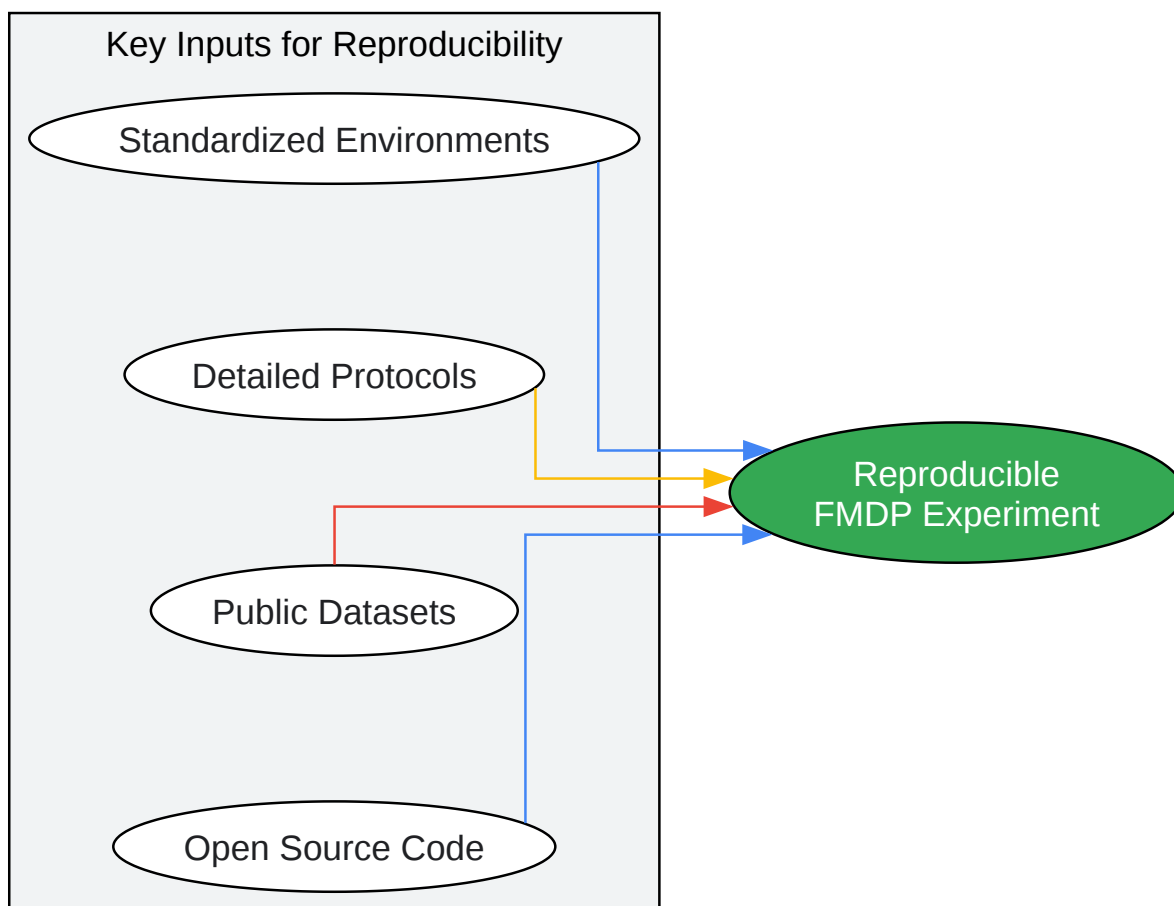 Key Inputs for Reproducibility
Standardized Environments
Detailed Protocols
Reproducible
FMDP Experiment
Public Datasets
Open Source Code